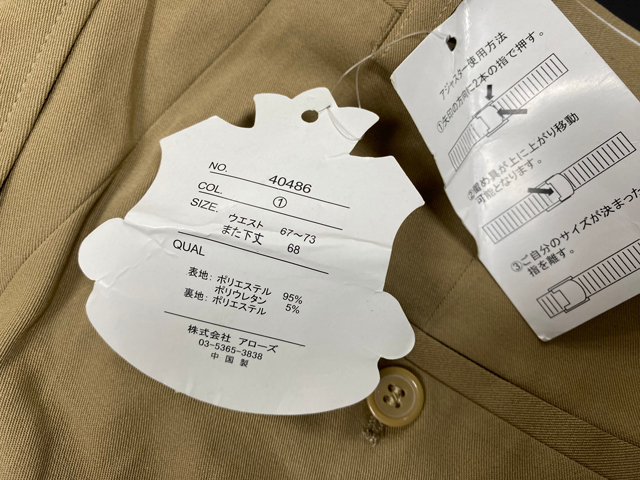 NO. 40486
COL. ①
SIZE. ウエスト 67～73
また下丈 68
QUAL
表地: ポリエステル 95%
ポリウレタン 5%
裏地: ポリエステル
株式会社 アローズ
03-5365-3838
中国製
アジャスター使用方法
①矢印の方向に2本の指で押す。
留め具が上に上がり移動
可能となります。
③ご自分のサイズが決まった
指を離す。